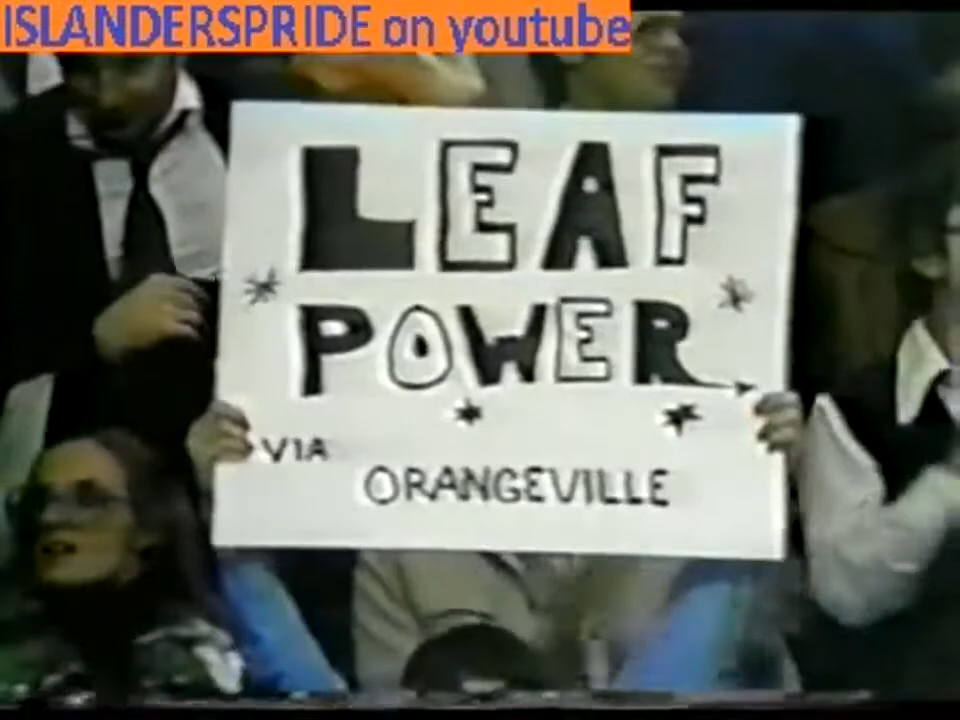 ISLANDERSPRIDE on youtube
LEAF
POWER
VIA
ORANGEVILLE